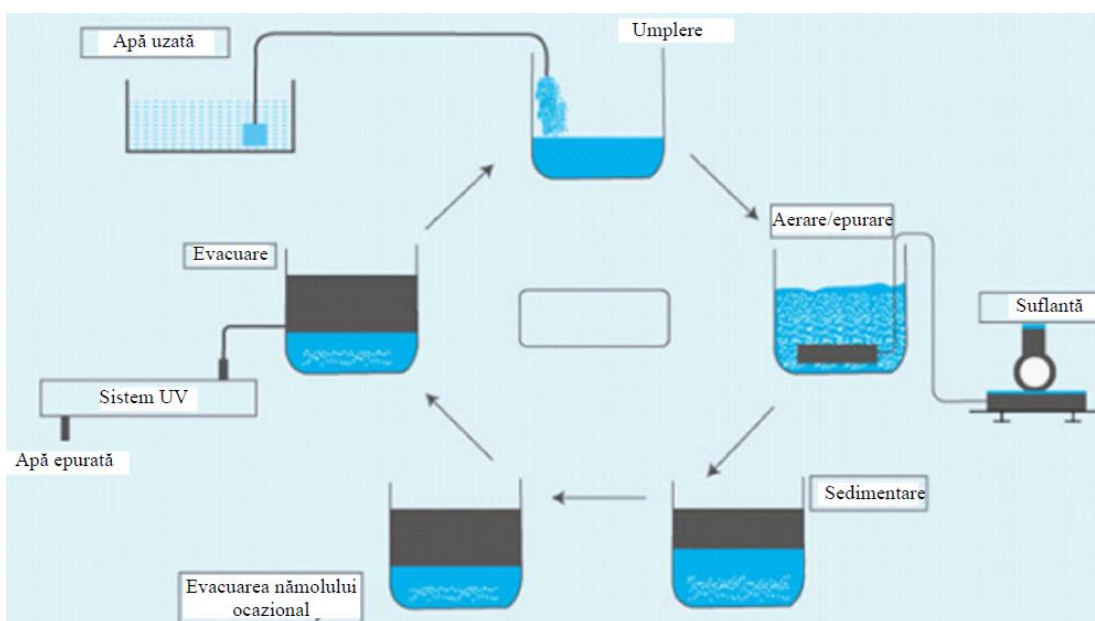 Apă uzată
Umplere
Aerare/epurare
Evacuare
Suflantă
Sistem UV
Apă epurată
Sedimentare
Evacuarea nămolului
ocazional